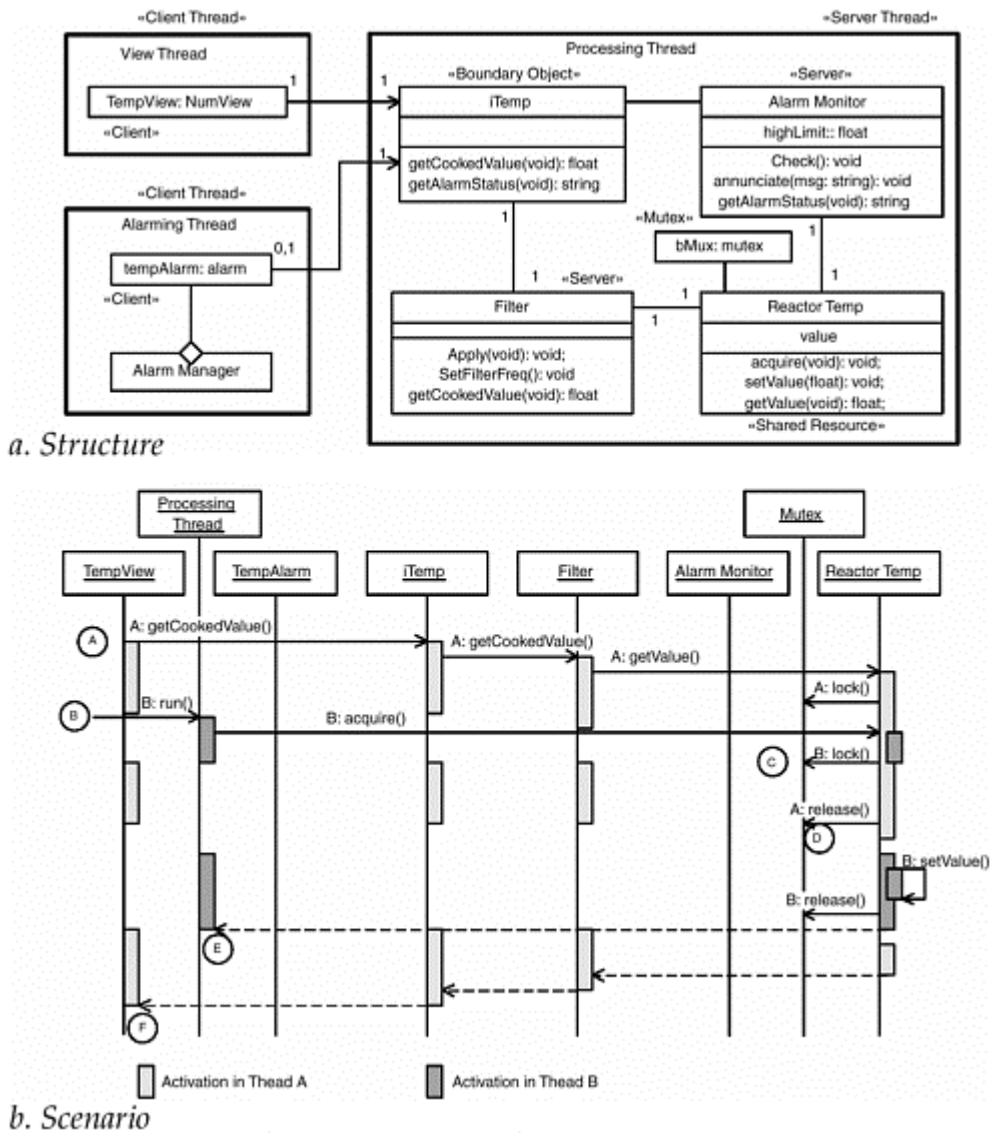 «Client Thread»
«Server Thread»
View Thread
Processing Thread
«Boundary Object»
«Server»
TempView: NumView
1
1
iTemp
Alarm Monitor
«Client»
highLimit:: float
1
getCookedValue(void): float
getAlarmStatus(void): string
Check(): void
annunciate(msg: string): void
getAlarmStatus(void): string
«Client Thread»
Alarming Thread
0,1
tempAlarm: alarm
«Client»
Alarm Manager
1
«Mutex»
1
bMux: mutex
1
«Server»
1
1
Filter
1
Reactor Temp
value
Apply(void): void;
SetFilterFreq(): void
getCookedValue(void): float
acquire(void): void;
setValue(float): void;
getValue(void): float;
«Shared Resource»
a. Structure
Processing
Thread
Mutex
TempView
TempAlarm
iTemp
Filter
Alarm Monitor
Reactor Temp
A
A: getCookedValue()
A: getCookedValue()
A: getValue()
A: lock()
B
B: run()
B: acquire()
C
B: lock()
A: release()
D
B: setValue()
B: release()
E
F
Activation in Thead A
Activation in Thead B
b. Scenario